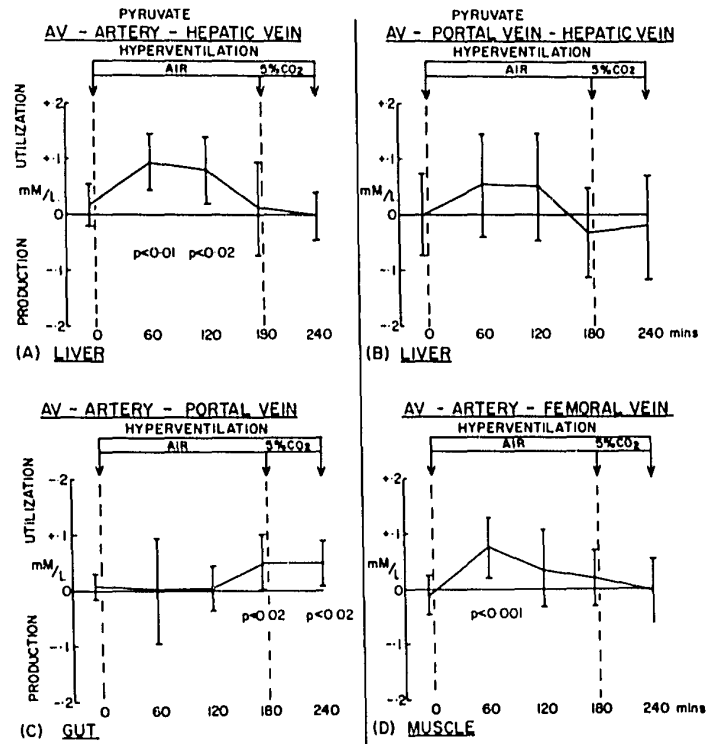 PYRUVATE
AV - ARTERY - HEPATIC VEIN
HYPERVENTILATION
AIR 5%CO2
UTILIZATION
PRODUCTION
+.2
+.1
mM/L
0
-.1
-.2
p<0.01 p<0.02
0 60 120 180 240
(A) LIVER
PYRUVATE
AV - PORTAL VEIN - HEPATIC VEIN
HYPERVENTILATION
AIR 5%CO2
+.2
+.1
mM/L
0
-.1
-.2
0 60 120 180 240 mins
(B) LIVER
AV - ARTERY - PORTAL VEIN
HYPERVENTILATION
AIR 5%CO2
UTILIZATION
PRODUCTION
-.2
+.1
mM/L
0
-.1
-.2
p<0.02 p<0.02
0 60 120 180 240
(C) GUT
AV - ARTERY - FEMORAL VEIN
HYPERVENTILATION
AIR 5%CO2
+.2
+.1
mM/L
0
-.1
-.2
p<0.001
0 60 120 180 240 mins
(D) MUSCLE